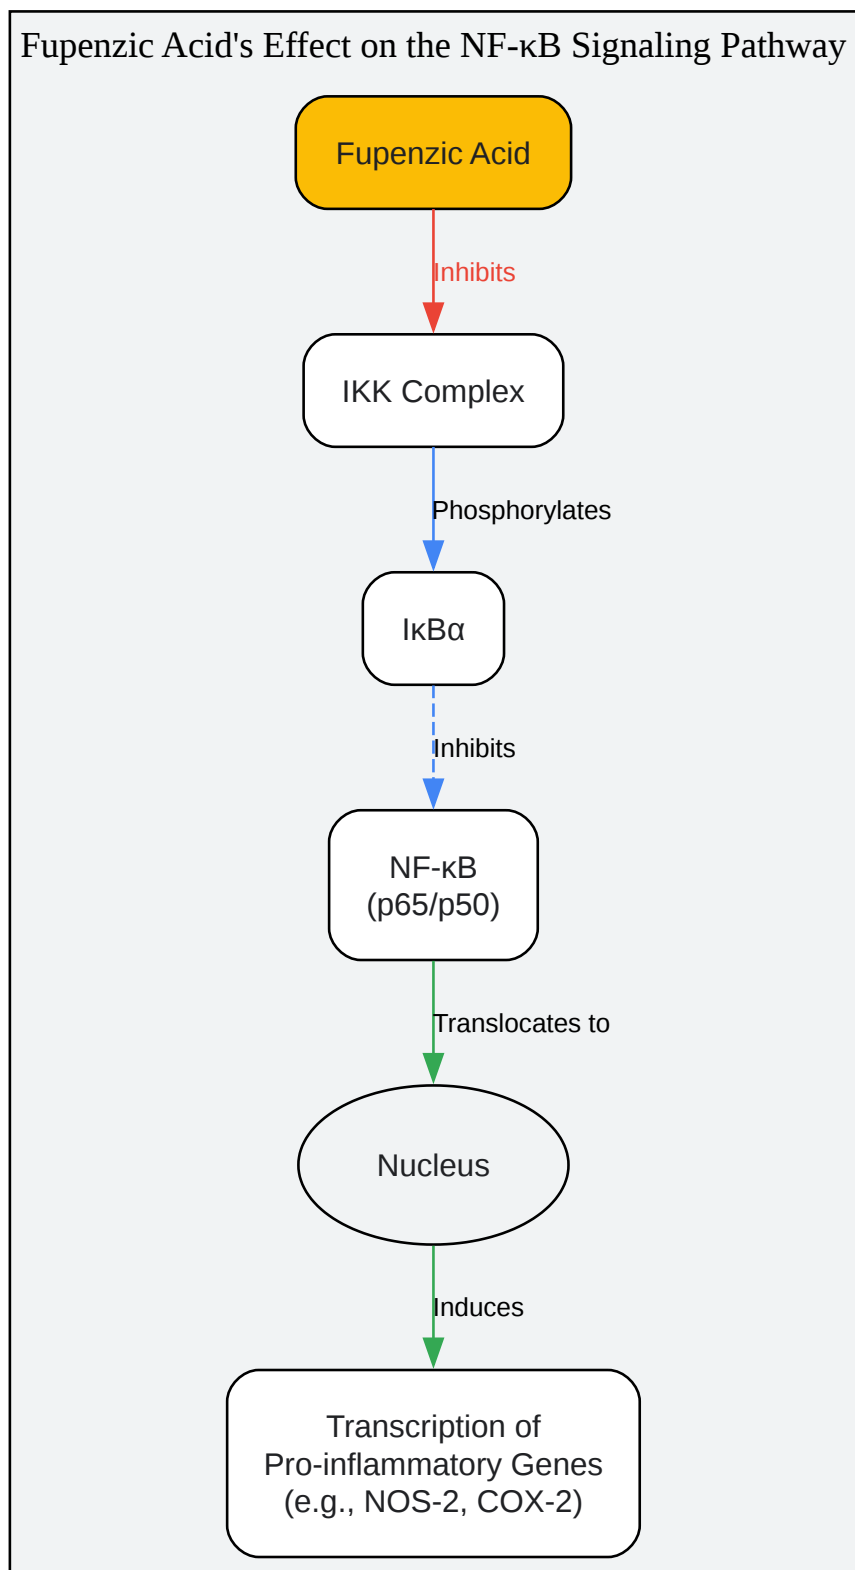 Fupenzic Acid's Effect on the NF-κB Signaling Pathway
Fupenzic Acid
Inhibits
IKK Complex
Phosphorylates
IκBα
Inhibits
NF-κB
(p65/p50)
Translocates to
Nucleus
Induces
Transcription of
Pro-inflammatory Genes
(e.g., NOS-2, COX-2)